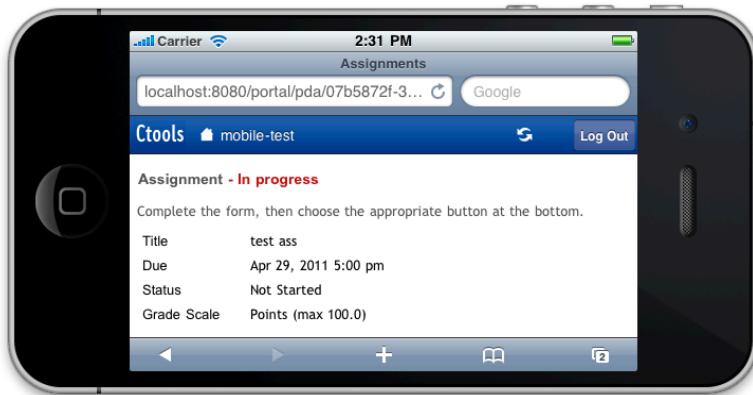 Carrier 2:31 PM
Assignments
localhost:8080/portal/pda/07b5872f-3... Google
Ctools mobile-test Log Out
Assignment - In progress
Complete the form, then choose the appropriate button at the bottom.
Title test ass
Due Apr 29, 2011 5:00 pm
Status Not Started
Grade Scale Points (max 100.0)
2